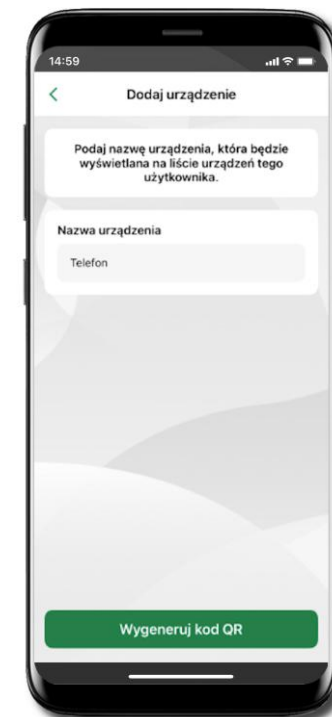 14:59
Dodaj urządzenie
Podaj nazwę urządzenia, która będzie
wyświetlana na liście urządzeń tego
użytkownika.
Nazwa urządzenia
Telefon
Wygeneruj kod QR